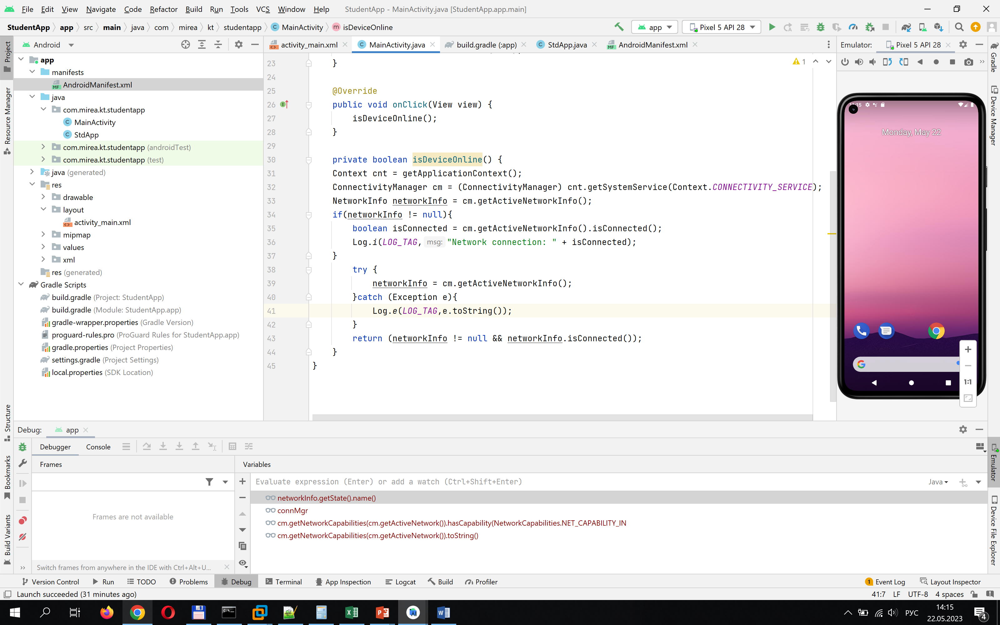 File Edit View Navigate Code Refactor Build Run Tools VCS Window Help StudentApp - MainActivity.java [StudentApp.app.main]
StudentApp app src main java com mirea kt studentapp MainActivity isDeviceOnline app Pixel 5 API 28
Project
Resource Manager
Structure
Bookmarks
Build Variants
Android
app
manifests
AndroidManifest.xml
java
com.mirea.kt.studentapp
MainActivity
StdApp
com.mirea.kt.studentapp (androidTest)
com.mirea.kt.studentapp (test)
java (generated)
res
drawable
layout
activity_main.xml
mipmap
values
xml
res (generated)
Gradle Scripts
build.gradle (Project: StudentApp)
build.gradle (Module: StudentApp.app)
gradle-wrapper.properties (Gradle Version)
proguard-rules.pro (ProGuard Rules for StudentApp.app)
gradle.properties (Project Properties)
settings.gradle (Project Settings)
local.properties (SDK Location)
activity_main.xml MainActivity.java build.gradle (:app) StdApp.java AndroidManifest.xml
1
23 }
24
25 @Override
26 public void onClick(View view) {
27 isDeviceOnline();
28 }
29
30 private boolean isDeviceOnline() {
31 Context cnt = getApplicationContext();
32 ConnectivityManager cm = (ConnectivityManager) cnt.getSystemService(Context.CONNECTIVITY_SERVICE);
33 NetworkInfo networkInfo = cm.getActiveNetworkInfo();
34 if(networkInfo != null){
35 boolean isConnected = cm.getActiveNetworkInfo().isConnected();
36 Log.i(LOG_TAG, msg: "Network connection: " + isConnected);
37 }
38 try {
39 networkInfo = cm.getActiveNetworkInfo();
40 }catch (Exception e){
41 Log.e(LOG_TAG,e.toString());
42 }
43 return (networkInfo != null && networkInfo.isConnected());
44 }
45 }
Emulator: Pixel 5 API 28
Monday, May 22
1:1
Gradle
Device Manager
Emulator
Device File Explorer
Debug: app
Debugger Console
Frames Variables
Evaluate expression (Enter) or add a watch (Ctrl+Shift+Enter) Java
networkInfo.getState().name()
connMgr
cm.getNetworkCapabilities(cm.getActiveNetwork()).hasCapability(NetworkCapabilities.NET_CAPABILITY_IN
cm.getNetworkCapabilities(cm.getActiveNetwork()).toString()
Frames are not available
Switch frames from anywhere in the IDE with Ctrl+Alt+U...
Version Control Run TODO Problems Debug Terminal App Inspection Logcat Build Profiler 1 Event Log Layout Inspector
Launch succeeded (31 minutes ago) 41:7 LF UTF-8 4 spaces
РУС 14:15
22.05.2023
4